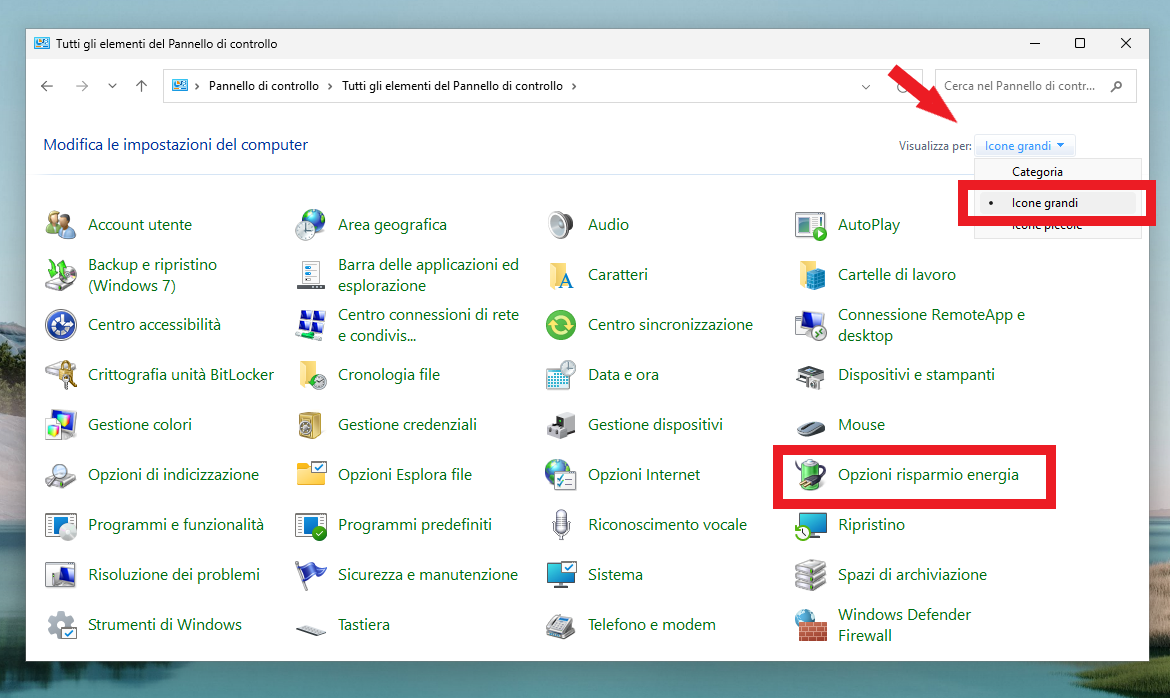 Tutti gli elementi del Pannello di controllo
Pannello di controllo
Tutti gli elementi del Pannello di controllo
Cerca nel Pannello di contr...
Modifica le impostazioni del computer
Visualizza per:
Icone grandi
Categoria
Icone grandi
Icone piccole
Account utente
Area geografica
Audio
AutoPlay
Backup e ripristino
(Windows 7)
Barra delle applicazioni ed
esplorazione
Caratteri
Cartelle di lavoro
Centro accessibilità
Centro connessioni di rete
e condivis...
Centro sincronizzazione
Connessione RemoteApp e
desktop
Crittografia unità BitLocker
Cronologia file
Data e ora
Dispositivi e stampanti
Gestione colori
Gestione credenziali
Gestione dispositivi
Mouse
Opzioni di indicizzazione
Opzioni Esplora file
Opzioni Internet
Opzioni risparmio energia
Programmi e funzionalità
Programmi predefiniti
Riconoscimento vocale
Ripristino
Risoluzione dei problemi
Sicurezza e manutenzione
Sistema
Spazi di archiviazione
Strumenti di Windows
Tastiera
Telefono e modem
Windows Defender
Firewall